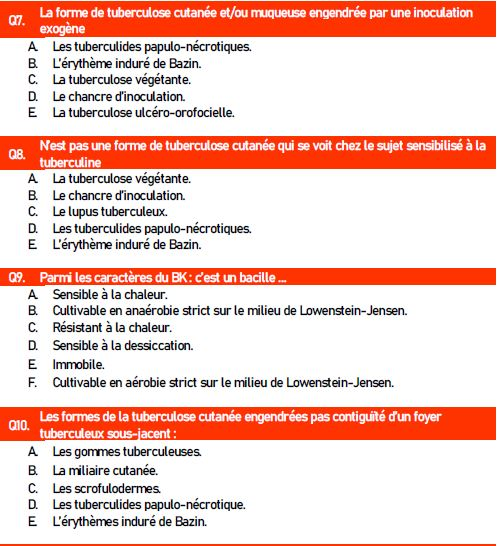 Q7. La forme de tuberculose cutanée et/ou muqueuse engendrée par une inoculation
exogène
A. Les tuberculides papulo-nécrotiques.
B. L'érythème induré de Bazin.
C. La tuberculose végétante.
D. Le chancre d'inoculation.
E. La tuberculose ulcéro-orofocielle.
Q8. N'est pas une forme de tuberculose cutanée qui se voit chez le sujet sensibilisé à la
tuberculine
A. La tuberculose végétante.
B. Le chancre d'inoculation.
C. Le lupus tuberculeux.
D. Les tuberculides papulo-nécrotiques.
E. L'érythème induré de Bazin.
Q9. Parmi les caractères du BK : c'est un bacille ...
A. Sensible à la chaleur.
B. Cultivable en anaérobie strict sur le milieu de Lowenstein-Jensen.
C. Résistant à la chaleur.
D. Sensible à la dessiccation.
E. Immobile.
F. Cultivable en aérobie strict sur le milieu de Lowenstein-Jensen.
Q10. Les formes de la tuberculose cutanée engendrées pas contiguïté d'un foyer
tuberculeux sous-jacent :
A. Les gommes tuberculeuses.
B. La miliaire cutanée.
C. Les scrofulodermes.
D. Les tuberculides papulo-nécrotique.
E. L'érythèmes induré de Bazin.